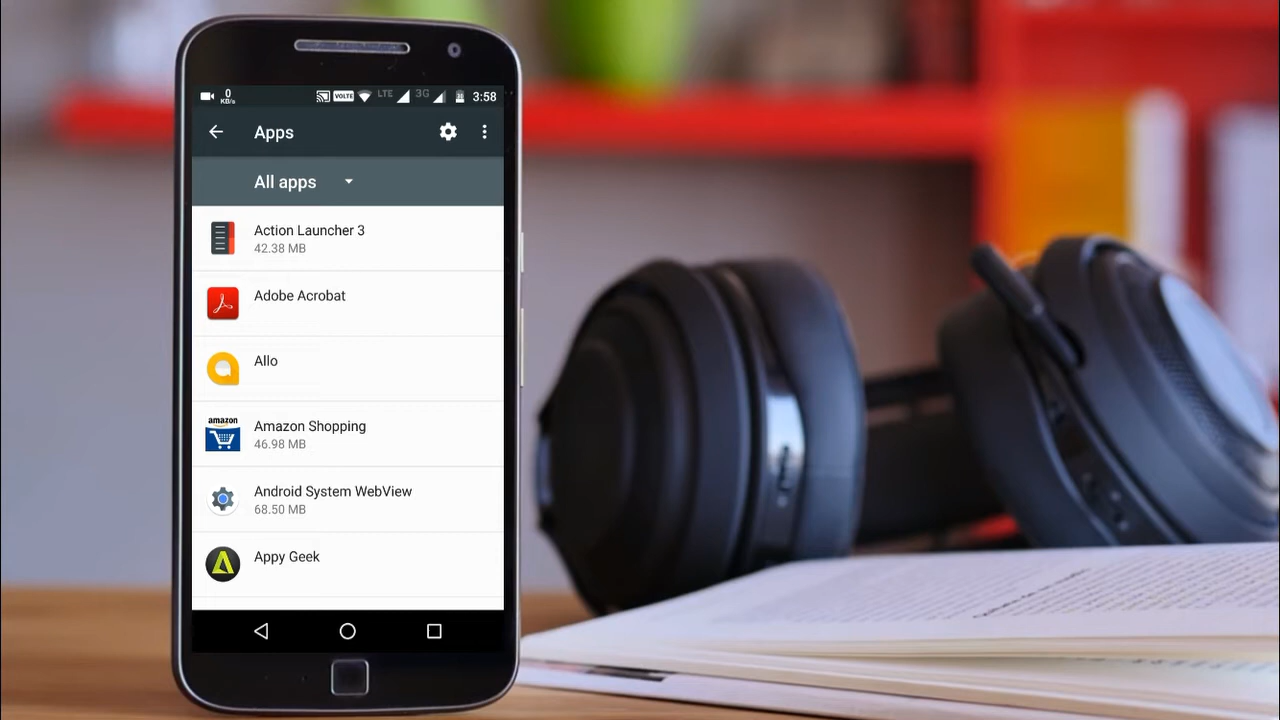 0
KB/s
VOLTE LTE 3G 3:58
Apps
All apps
Action Launcher 3
42.38 MB
Adobe Acrobat
Allo
amazon
Amazon Shopping
46.98 MB
Android System WebView
68.50 MB
Appy Geek